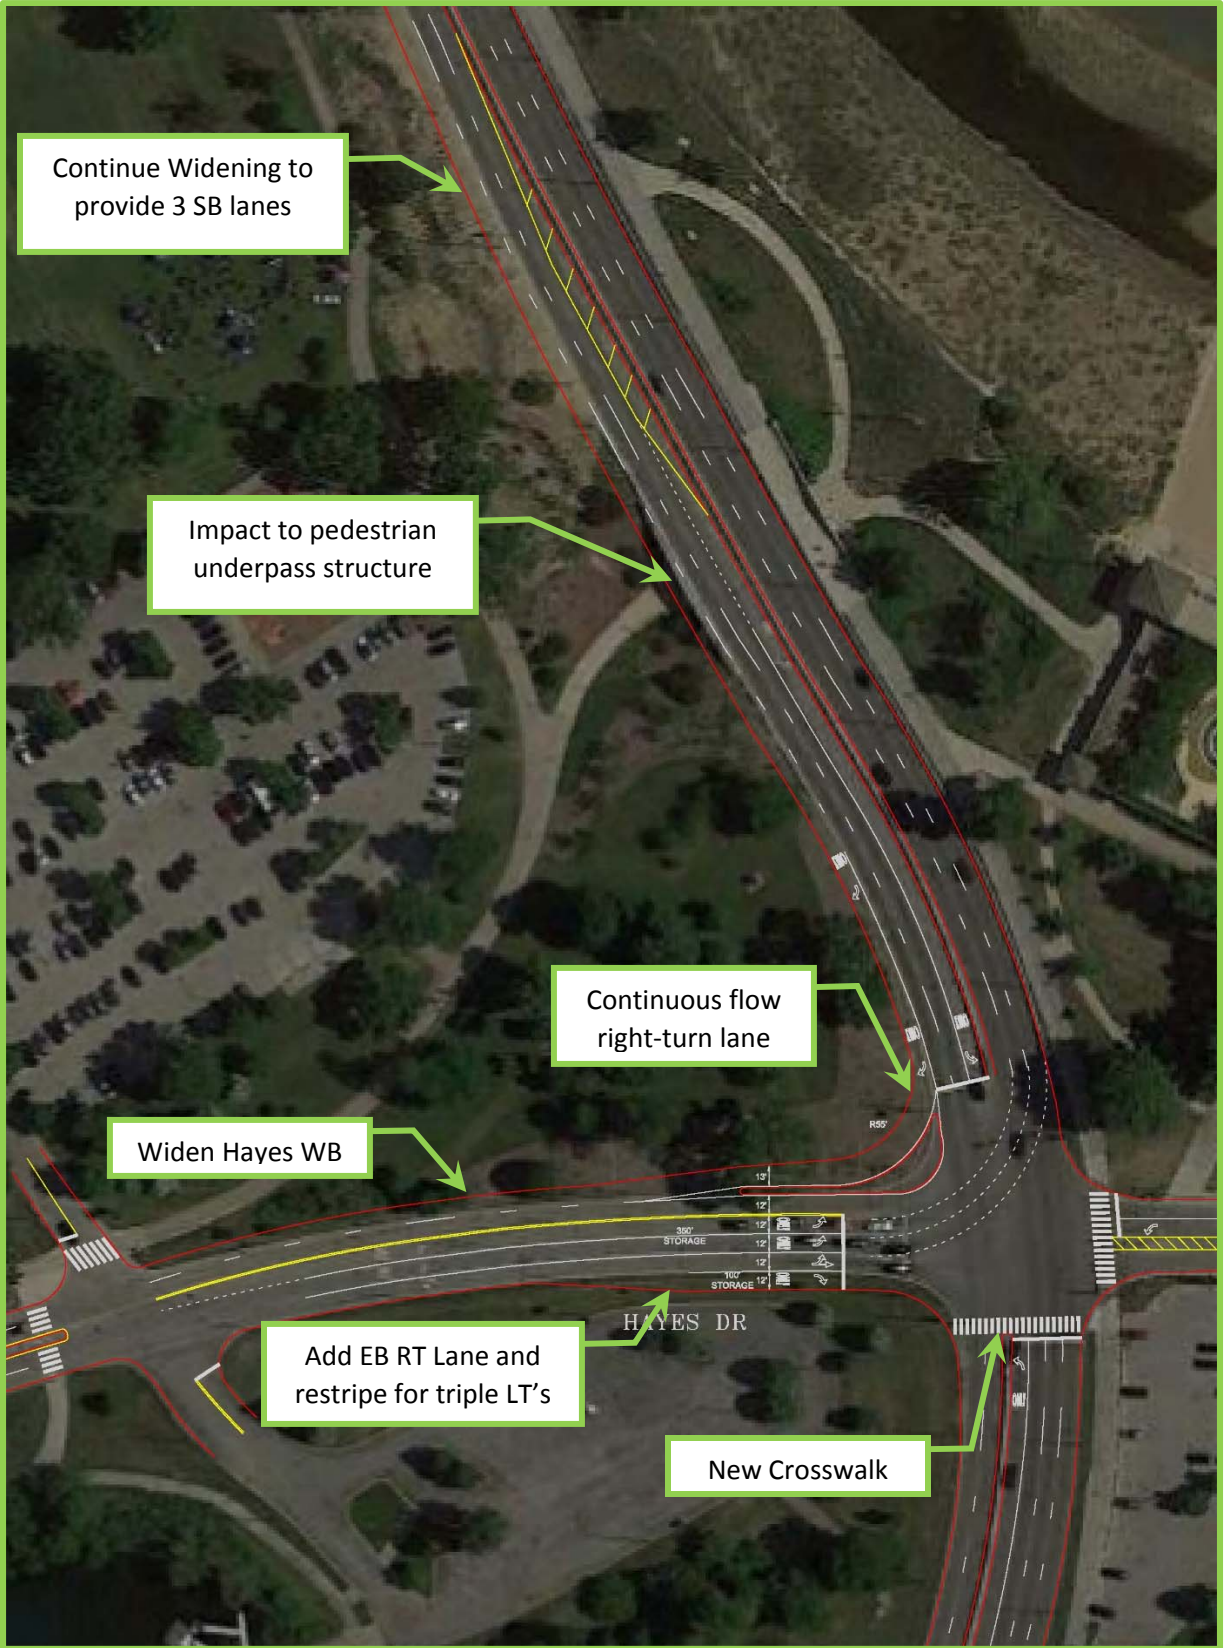 Continue Widening to
provide 3 SB lanes
Impact to pedestrian
underpass structure
Continuous flow
right-turn lane
R55'
Widen Hayes WB
13'
12'
12'
350'
STORAGE
12'
12'
100'
STORAGE
12'
HAYES DR
Add EB RT Lane and
restripe for triple LT’s
New Crosswalk